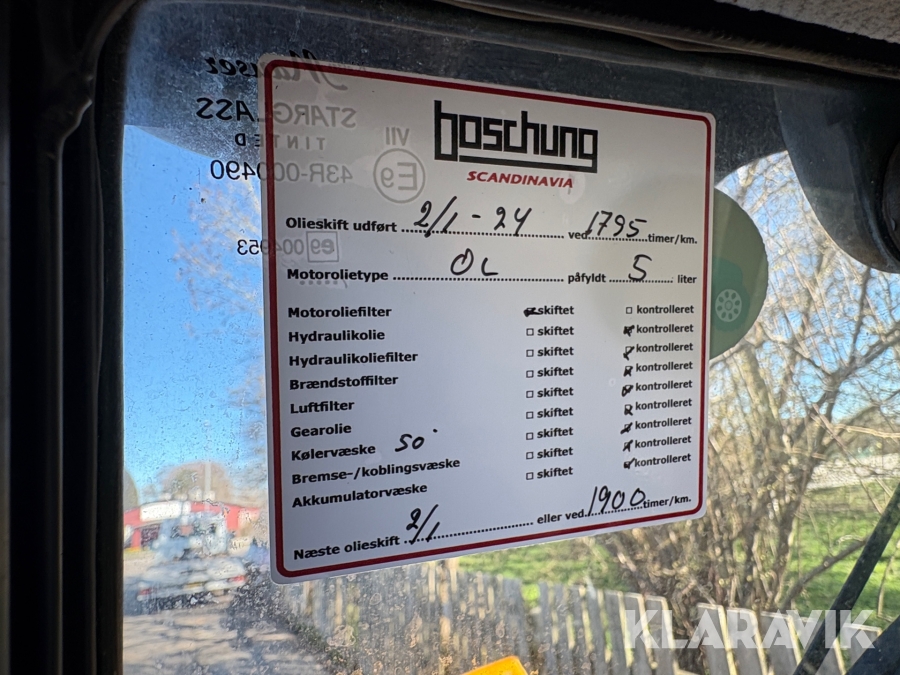 Mauser
STARGLASS
TINTED
43R-000490
VII
E9
e9
004953
boschung
SCANDINAVIA
Olieskift udført 2/1 - 24 ved 1795 timer/km.
Motorolietype OL påfyldt 5 liter
Motoroliefilter skiftet kontrolleret
Hydraulikolie skiftet kontrolleret
Hydraulikoliefilter skiftet kontrolleret
Brændstoffilter skiftet kontrolleret
Luftfilter skiftet kontrolleret
Gearolie skiftet kontrolleret
Kølervæske 50° skiftet kontrolleret
Bremse-/koblingsvæske skiftet kontrolleret
Akkumulatorvæske skiftet kontrolleret
Næste olieskift 2/1 eller ved 1900 timer/km.
KLARAVIK